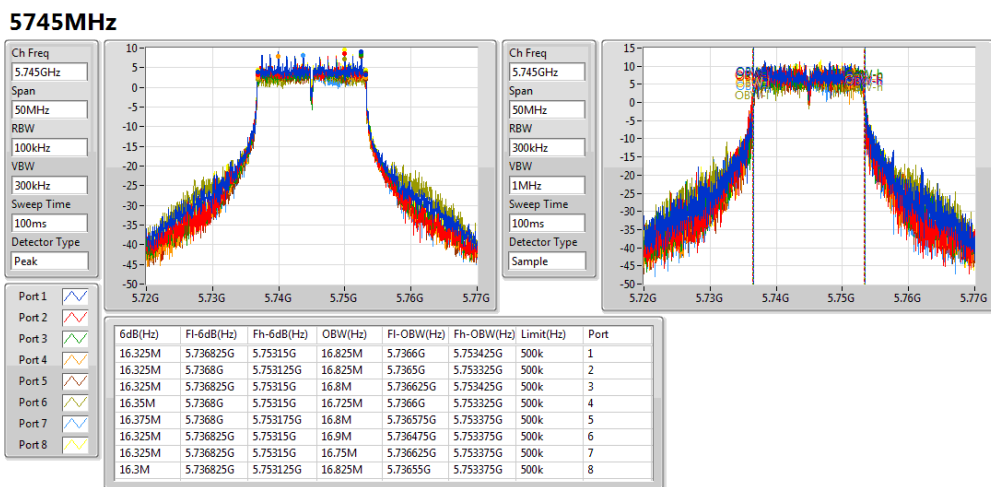 5745MHz
Ch Freq
5.745GHz
Span
50MHz
RBW
100kHz
VBW
300kHz
Sweep Time
100ms
Detector Type
Peak
10
5
0
-5
-10
-15
-20
-25
-30
-35
-40
-45
-50
5.72G 5.73G 5.74G 5.75G 5.76G 5.77G
Ch Freq
5.745GHz
Span
50MHz
RBW
300kHz
VBW
1MHz
Sweep Time
100ms
Detector Type
Sample
15
10
5
0
-5
-10
-15
-20
-25
-30
-35
-40
-45
-50
5.72G 5.73G 5.74G 5.75G 5.76G 5.77G
Port 1
Port 2
Port 3
Port 4
Port 5
Port 6
Port 7
Port 8
6dB(Hz) Fl-6dB(Hz) Fh-6dB(Hz) OBW(Hz) Fl-OBW(Hz) Fh-OBW(Hz) Limit(Hz) Port
16.325M 5.736825G 5.75315G 16.825M 5.7366G 5.753425G 500k 1
16.325M 5.7368G 5.753125G 16.825M 5.7365G 5.753325G 500k 2
16.325M 5.736825G 5.75315G 16.8M 5.736625G 5.753425G 500k 3
16.35M 5.7368G 5.75315G 16.725M 5.7366G 5.753325G 500k 4
16.375M 5.7368G 5.753175G 16.8M 5.736575G 5.753375G 500k 5
16.325M 5.736825G 5.75315G 16.9M 5.736475G 5.753375G 500k 6
16.325M 5.736825G 5.75315G 16.75M 5.736625G 5.753375G 500k 7
16.3M 5.736825G 5.753125G 16.825M 5.73655G 5.753375G 500k 8